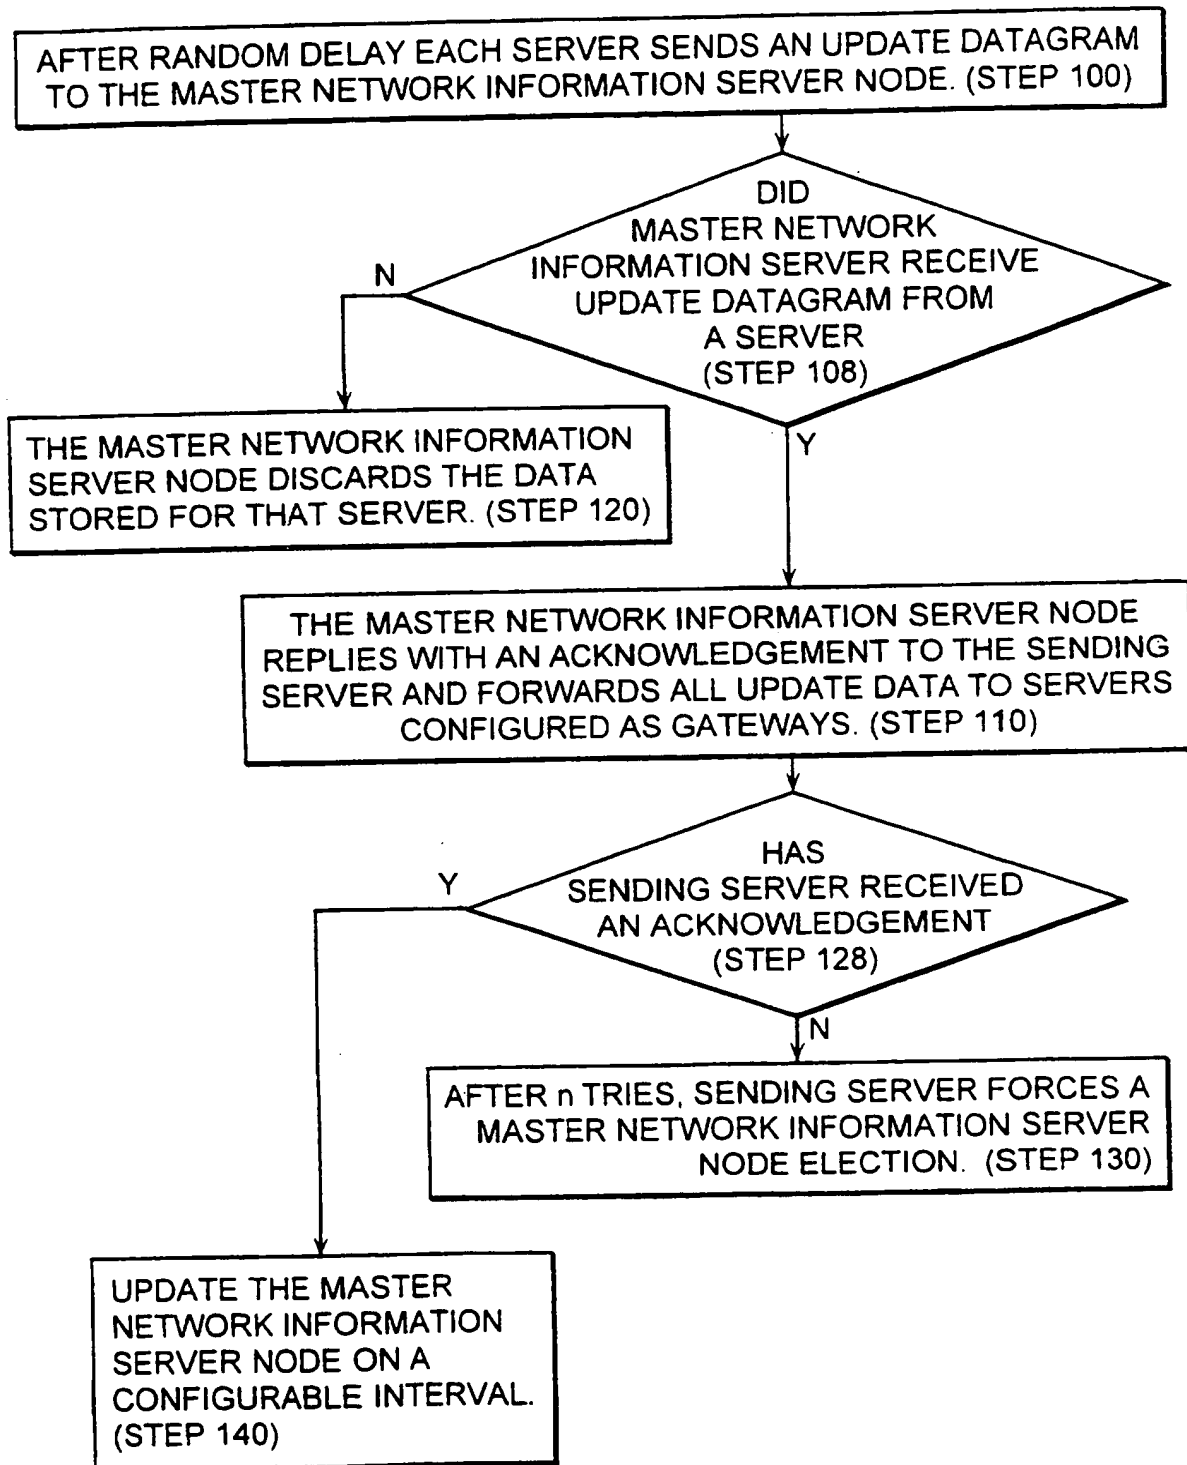 AFTER RANDOM DELAY EACH SERVER SENDS AN UPDATE DATAGRAM
TO THE MASTER NETWORK INFORMATION SERVER NODE. (STEP 100)
DID
MASTER NETWORK
INFORMATION SERVER RECEIVE
UPDATE DATAGRAM FROM
A SERVER
(STEP 108)
N
Y
THE MASTER NETWORK INFORMATION
SERVER NODE DISCARDS THE DATA
STORED FOR THAT SERVER. (STEP 120)
THE MASTER NETWORK INFORMATION SERVER NODE
REPLIES WITH AN ACKNOWLEDGEMENT TO THE SENDING
SERVER AND FORWARDS ALL UPDATE DATA TO SERVERS
CONFIGURED AS GATEWAYS. (STEP 110)
HAS
SENDING SERVER RECEIVED
AN ACKNOWLEDGEMENT
(STEP 128)
Y
N
AFTER n TRIES, SENDING SERVER FORCES A
MASTER NETWORK INFORMATION SERVER
NODE ELECTION. (STEP 130)
UPDATE THE MASTER
NETWORK INFORMATION
SERVER NODE ON A
CONFIGURABLE INTERVAL.
(STEP 140)